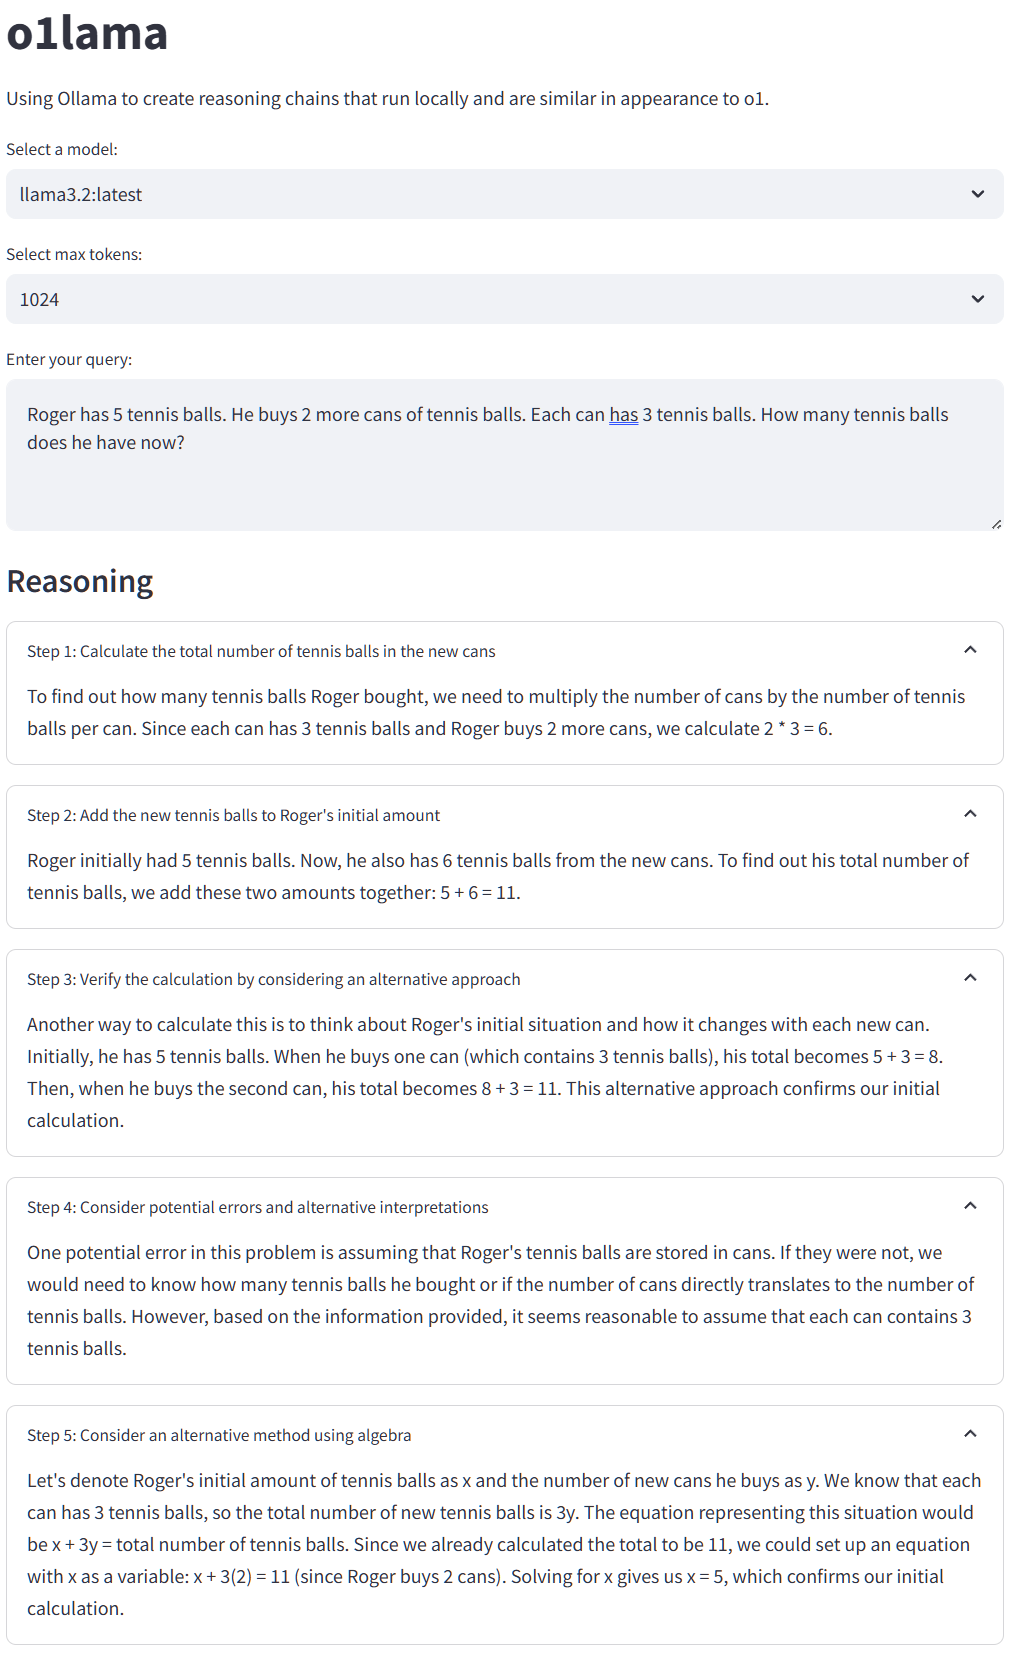 o1lama
Using Ollama to create reasoning chains that run locally and are similar in appearance to o1.
Select a model:
llama3.2:latest
Select max tokens:
1024
Enter your query:
Roger has 5 tennis balls. He buys 2 more cans of tennis balls. Each can has 3 tennis balls. How many tennis balls
does he have now?
Reasoning
Step 1: Calculate the total number of tennis balls in the new cans
To find out how many tennis balls Roger bought, we need to multiply the number of cans by the number of tennis
balls per can. Since each can has 3 tennis balls and Roger buys 2 more cans, we calculate 2 * 3 = 6.
Step 2: Add the new tennis balls to Roger's initial amount
Roger initially had 5 tennis balls. Now, he also has 6 tennis balls from the new cans. To find out his total number of
tennis balls, we add these two amounts together: 5 + 6 = 11.
Step 3: Verify the calculation by considering an alternative approach
Another way to calculate this is to think about Roger's initial situation and how it changes with each new can.
Initially, he has 5 tennis balls. When he buys one can (which contains 3 tennis balls), his total becomes 5 + 3 = 8.
Then, when he buys the second can, his total becomes 8 + 3 = 11. This alternative approach confirms our initial
calculation.
Step 4: Consider potential errors and alternative interpretations
One potential error in this problem is assuming that Roger's tennis balls are stored in cans. If they were not, we
would need to know how many tennis balls he bought or if the number of cans directly translates to the number of
tennis balls. However, based on the information provided, it seems reasonable to assume that each can contains 3
tennis balls.
Step 5: Consider an alternative method using algebra
Let's denote Roger's initial amount of tennis balls as x and the number of new cans he buys as y. We know that each
can has 3 tennis balls, so the total number of new tennis balls is 3y. The equation representing this situation would
be x + 3y = total number of tennis balls. Since we already calculated the total to be 11, we could set up an equation
with x as a variable: x + 3(2) = 11 (since Roger buys 2 cans). Solving for x gives us x = 5, which confirms our initial
calculation.